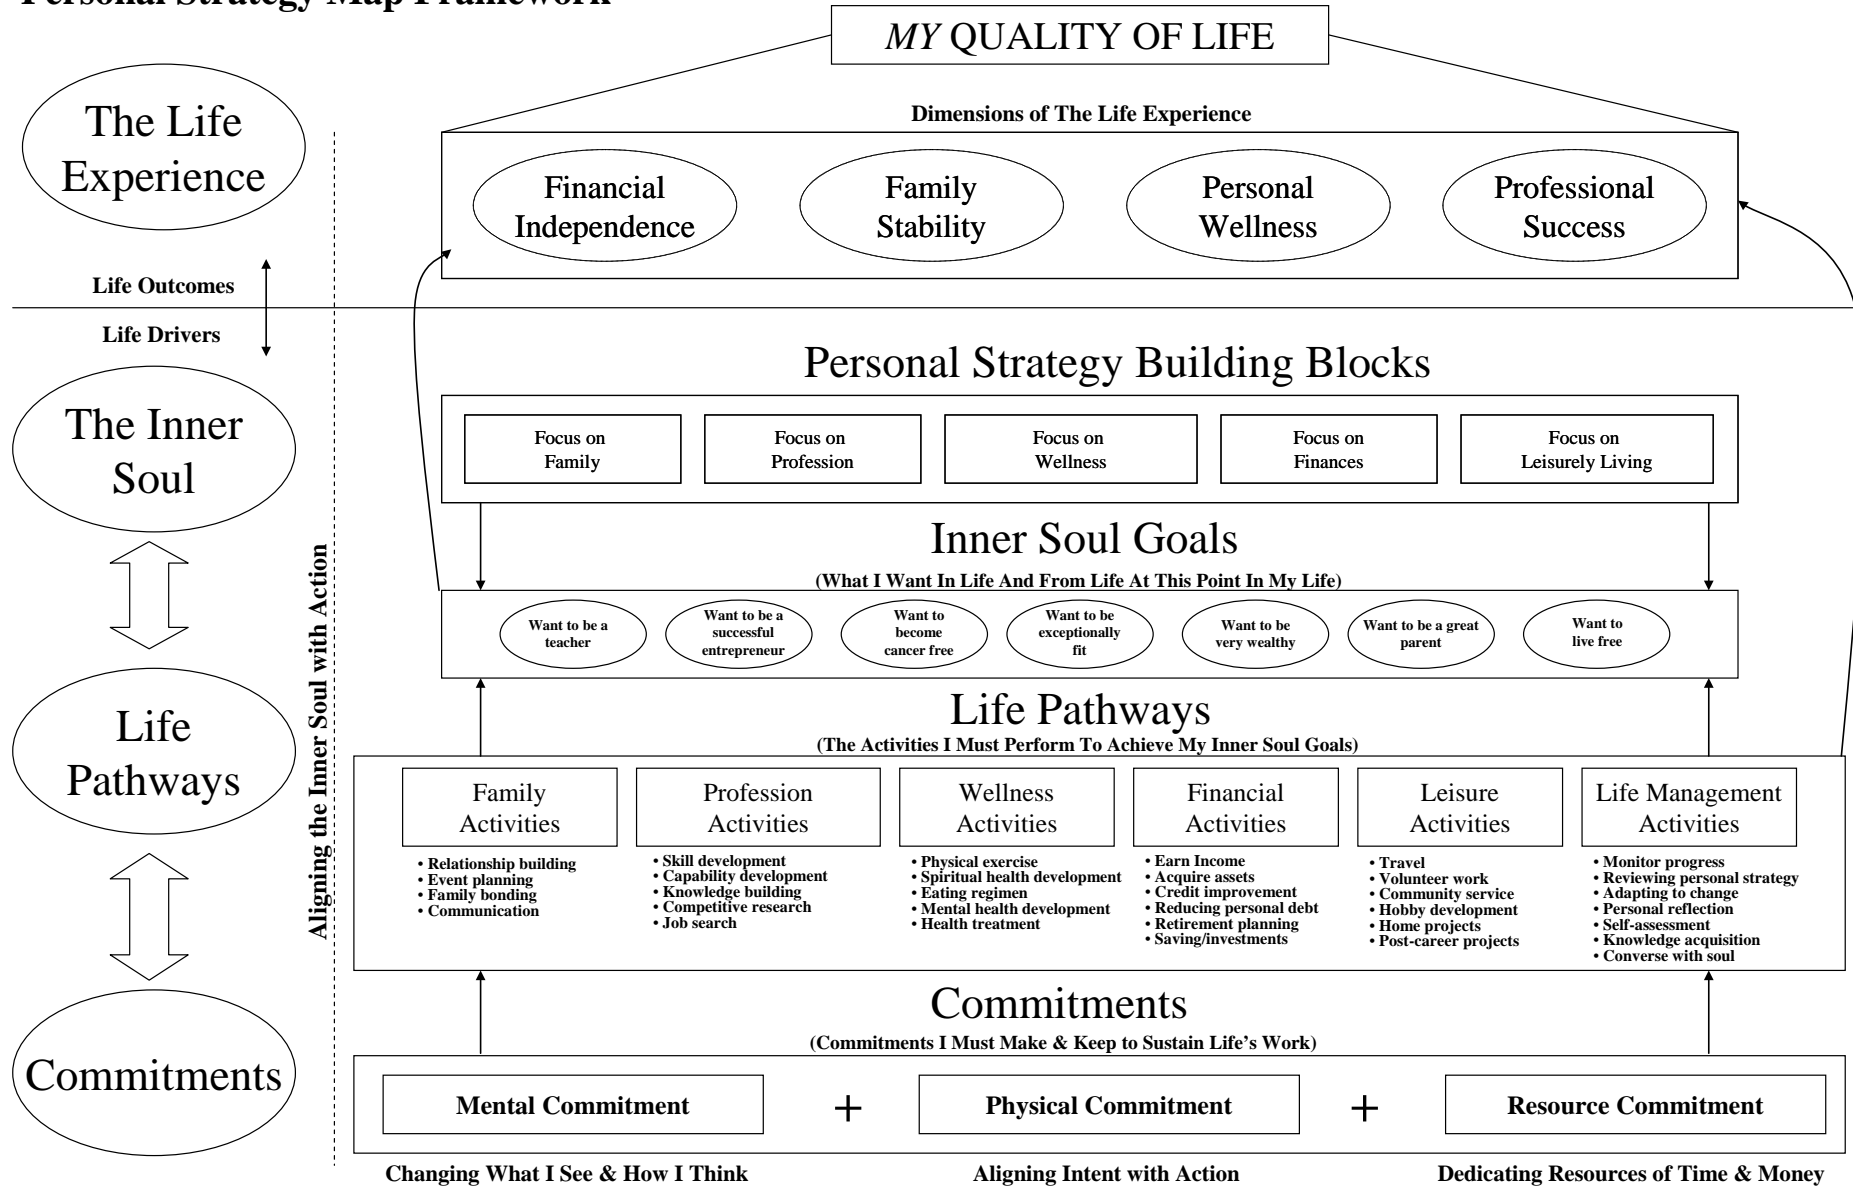 Personal Strategy Map Framework
MY QUALITY OF LIFE
Dimensions of The Life Experience
The Life
Experience
Financial
Independence
Family
Stability
Personal
Wellness
Professional
Success
Life Outcomes
Life Drivers
Personal Strategy Building Blocks
The Inner
Soul
Focus on
Family
Focus on
Profession
Focus on
Wellness
Focus on
Finances
Focus on
Leisurely Living
Inner Soul Goals
(What I Want In Life And From Life At This Point In My Life)
Want to be a
teacher
Want to be a
successful
entrepreneur
Want to
become
cancer free
Want to be
exceptionally
fit
Want to be
very wealthy
Want to be a great
parent
Want to
live free
Aligning the Inner Soul with Action
Life
Pathways
Life Pathways
(The Activities I Must Perform To Achieve My Inner Soul Goals)
Family
Activities
• Relationship building
• Event planning
• Family bonding
• Communication
Profession
Activities
• Skill development
• Capability development
• Knowledge building
• Competitive research
• Job search
Wellness
Activities
• Physical exercise
• Spiritual health development
• Eating regimen
• Mental health development
• Health treatment
Financial
Activities
• Earn Income
• Acquire assets
• Credit improvement
• Reducing personal debt
• Retirement planning
• Saving/investments
Leisure
Activities
• Travel
• Volunteer work
• Community service
• Hobby development
• Home projects
• Post-career projects
Life Management
Activities
• Monitor progress
• Reviewing personal strategy
• Adapting to change
• Personal reflection
• Self-assessment
• Knowledge acquisition
• Converse with soul
Commitments
Commitments
(Commitments I Must Make & Keep to Sustain Life's Work)
Mental Commitment
+
Physical Commitment
+
Resource Commitment
Changing What I See & How I Think
Aligning Intent with Action
Dedicating Resources of Time & Money